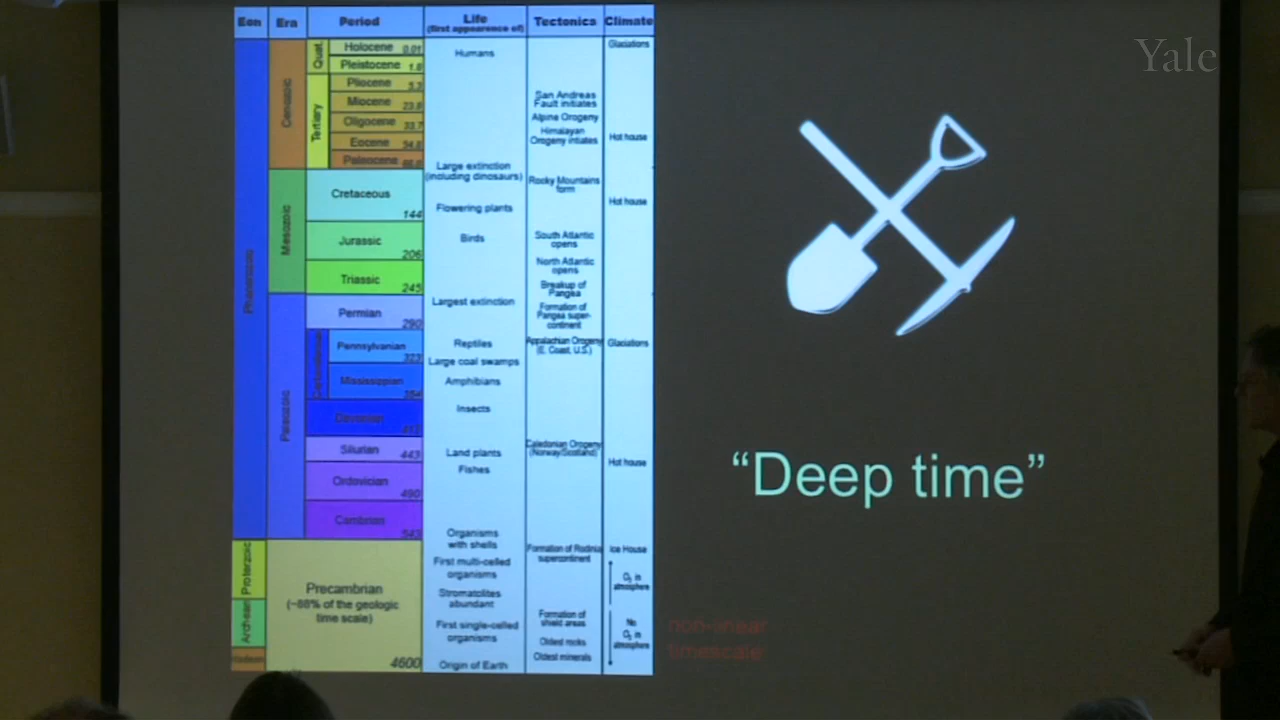 Yale
Eon Era Period Life Tectonics Climate
(first appearence of)
Cenozoic
Quat.
Holocene 0.01
Pleistocene 1.8
Tertiary
Pliocene 5.3
Miocene 23.8
Oligocene 33.7
Eocene 54.8
Paleocene
Mesozoic
Cretaceous
144
Jurassic
206
Triassic
245
Paleozoic
Permian
290
Pennsylvanian
323
Mississippian
354
Devonian
Silurian 443
Ordovician
490
Cambrian
543
Proterzoic
Archean
Precambrian
(~88% of the geologic
time scale)
4600
Humans
Large extinction
(including dinosaurs)
Flowering plants
Birds
Largest extinction
Reptiles
Large coal swamps
Amphibians
Insects
Land plants
Fishes
Organisms
with shells
First multi-celled
organisms
Stromatolites
abundant
First single-celled
organisms
Origin of Earth
San Andreas
Fault initiates
Alpine Orogeny
Himalayan
Orogeny intiates
Rocky Mountains
form
South Atlantic
opens
North Atlantic
opens
Breakup of
Pangea
Formation of
Pangea super-
continent
Appalachian Orogeny
(E. Coast, U.S.)
Caledonian Orogeny
(Norway/Scotland)
Formation of Rodinia
supercontinent
Formation of
shield areas
Oldest rocks
Oldest minerals
Glaciations
Hot house
Hot house
Glaciations
Hot house
Ice House
O₂ in
atmosphere
No
O₂ in
atmosphere
“Deep time”
non-linear
timescale